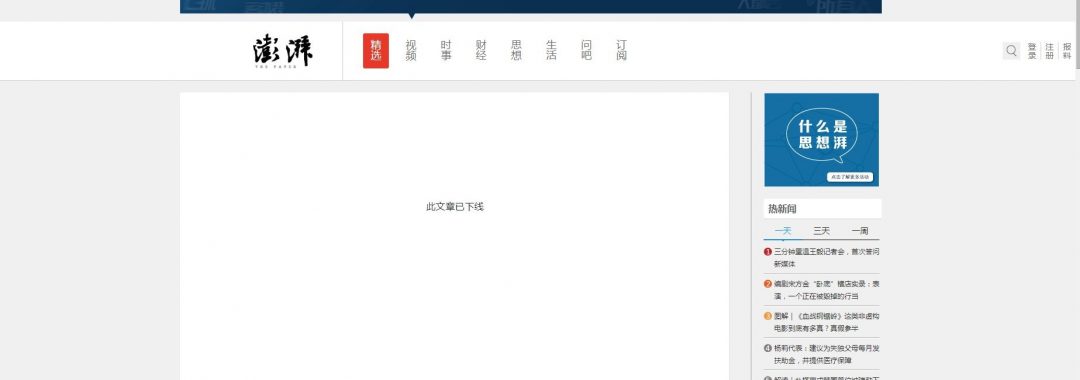 澎湃
THE PAPER
精选
视频
时事
财经
思想
生活
问吧
订阅
登录
注册
报料
此文章已下线
什么是
思想湃
点击了解更多活动
热新闻
一天 三天 一周
1 三分钟重温王毅记者会，首次答问
新媒体
2 编剧宋方金“卧底”横店实录：表
演，一个正在被毁掉的行当
3 图解｜《血战钢锯岭》这类非虚构
电影到底有多真？真假参半
4 杨莉代表：建议为失独父母每月发
扶助金，并提供医疗保障